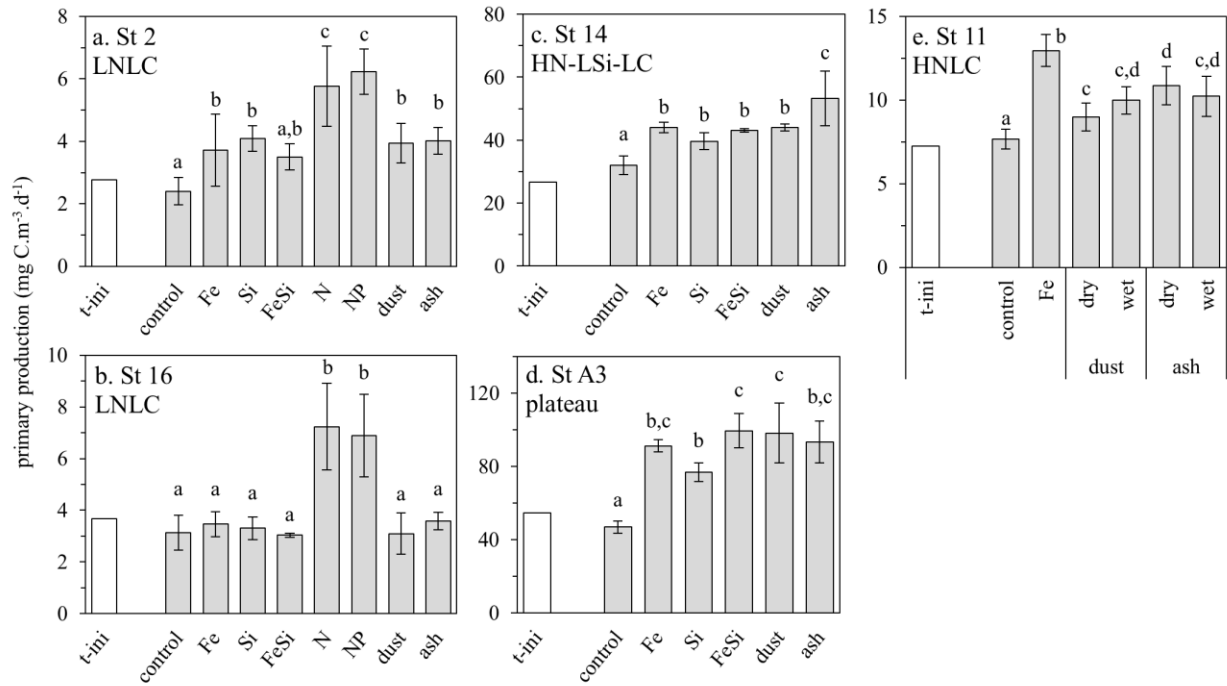 primary production (mg C.m-3.d-1)
a. St 2
LNLC
8
6
4
2
0
a
b
b
a,b
c
c
b
b
t-ini
control
Fe
Si
FeSi
N
NP
dust
ash
b. St 16
LNLC
10
8
6
4
2
0
a
a
a
a
b
b
a
a
t-ini
control
Fe
Si
FeSi
N
NP
dust
ash
c. St 14
HN-LSi-LC
80
60
40
20
0
a
b
b
b
b
c
t-ini
control
Fe
Si
FeSi
dust
ash
d. St A3
plateau
120
80
40
0
a
b,c
b
c
c
b,c
t-ini
control
Fe
Si
FeSi
dust
ash
e. St 11
HNLC
15
10
5
0
a
b
c
c,d
d
c,d
t-ini
control
Fe
dry
wet
dry
wet
dust
ash